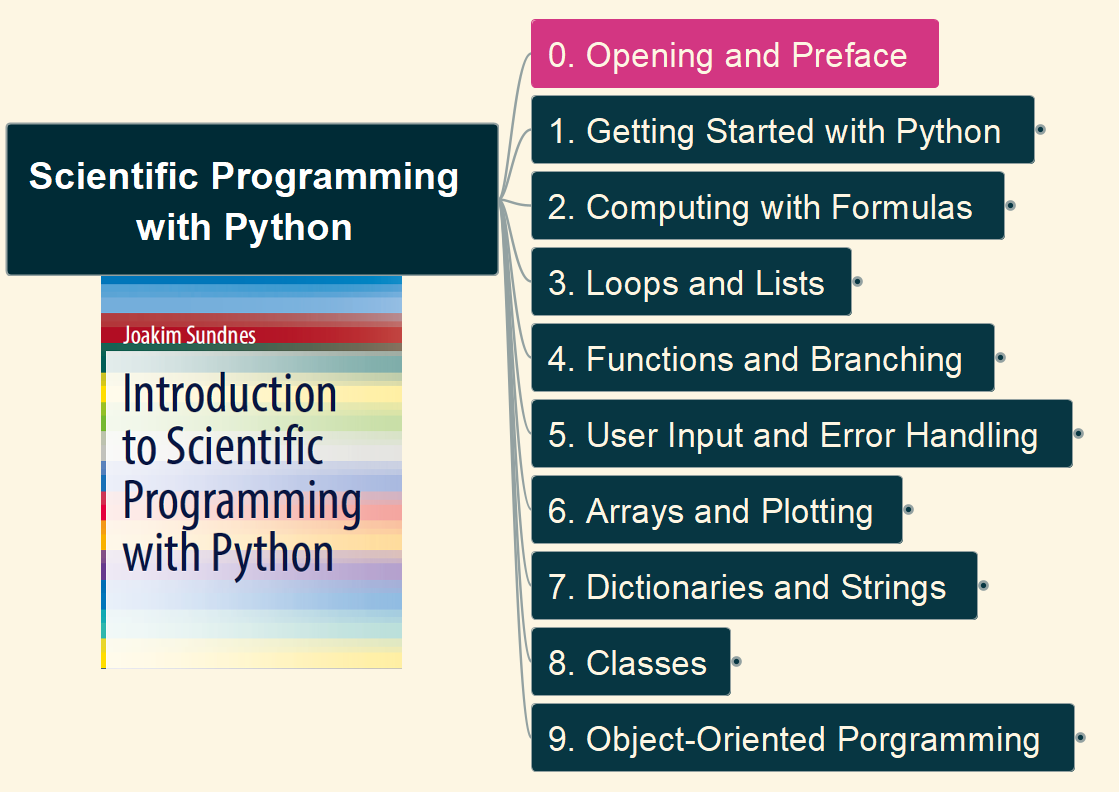 Scientific Programming
with Python
Joakim Sundnes
Introduction
to Scientific
Programming
with Python
0. Opening and Preface
1. Getting Started with Python
2. Computing with Formulas
3. Loops and Lists
4. Functions and Branching
5. User Input and Error Handling
6. Arrays and Plotting
7. Dictionaries and Strings
8. Classes
9. Object-Oriented Porgramming